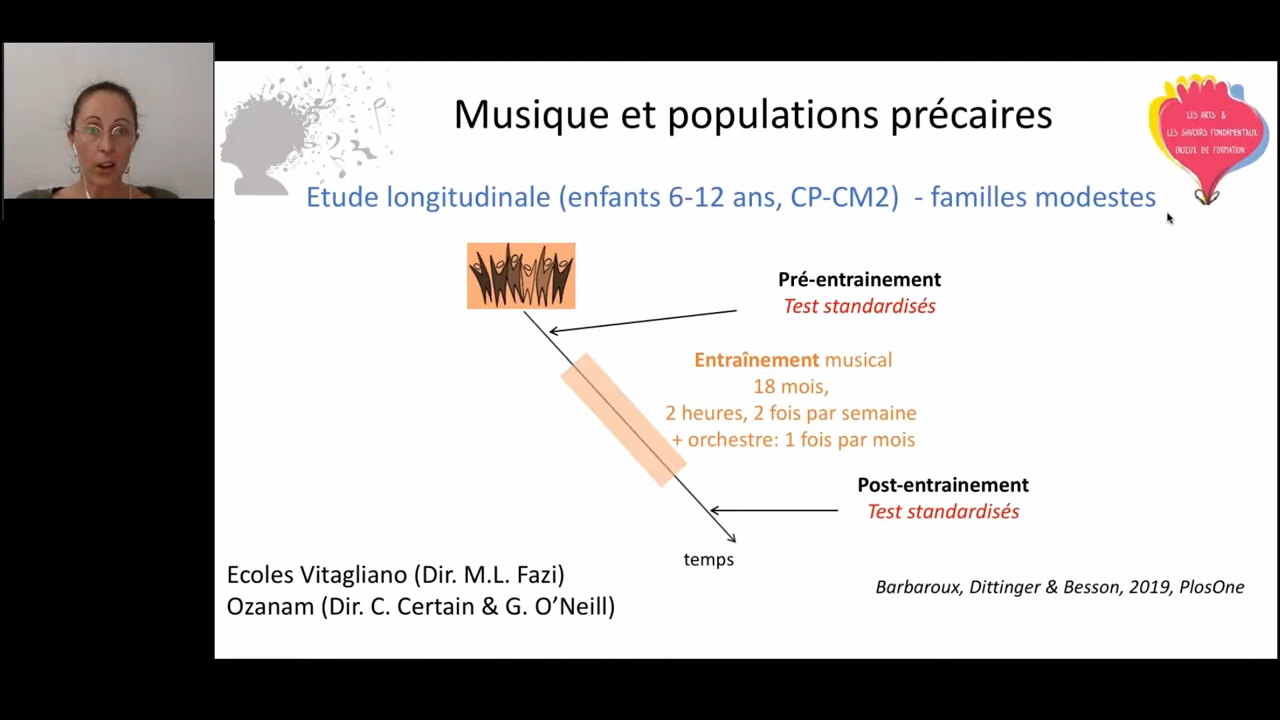 Musique et populations précaires
LES ARTS &
LES SAVOIRS FONDAMENTAUX
ENJEUX DE FORMATION
Etude longitudinale (enfants 6-12 ans, CP-CM2) - familles modestes
Pré-entrainement
Test standardisés
Entraînement musical
18 mois,
2 heures, 2 fois par semaine
+ orchestre: 1 fois par mois
Post-entrainement
Test standardisés
temps
Ecoles Vitagliano (Dir. M.L. Fazi)
Ozanam (Dir. C. Certain & G. O'Neill)
Barbaroux, Dittinger & Besson, 2019, PlosOne